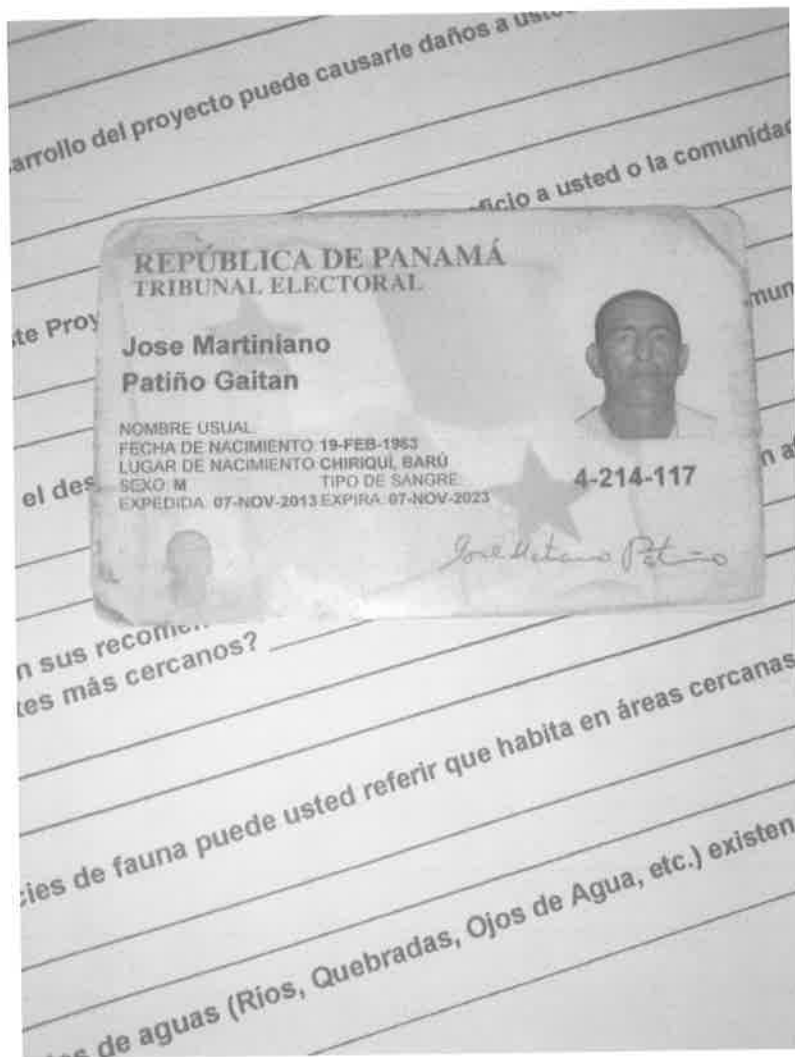 arrollo del proyecto puede causarle daños a
ficio a usted o la comunidad
REPÚBLICA DE PANAMÁ
TRIBUNAL ELECTORAL
te Proy
mun
Jose Martiniano
Patiño Gaitan
NOMBRE USUAL:
FECHA DE NACIMIENTO: 19-FEB-1963
LUGAR DE NACIMIENTO: CHIRIQUÍ, BARÚ
SEXO: M TIPO DE SANGRE:
EXPEDIDA: 07-NOV-2013 EXPIRA: 07-NOV-2023
4-214-117
el des
Patiño
n sus
tes más cercanos?
cies de fauna puede usted referir que habita en áreas cercanas
de aguas (Ríos, Quebradas, Ojos de Agua, etc.) existen